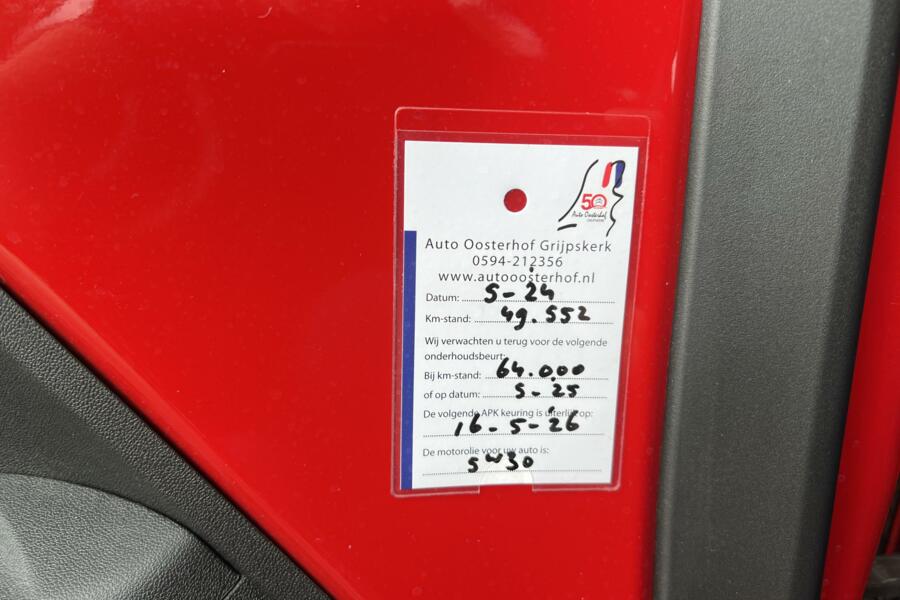 50
Auto Oosterhof
Auto Oosterhof Grijpskerk
0594-212356
www.autooosterhof.nl
Datum: 5-'24
Km-stand: 49.552
Wij verwachten u terug voor de volgende
onderhoudsbeurt:
Bij km-stand: 64.000
of op datum: 5-'25
De volgende APK keuring is uiterlijk op:
16-5-'26
De motorolie voor uw auto is:
5w30